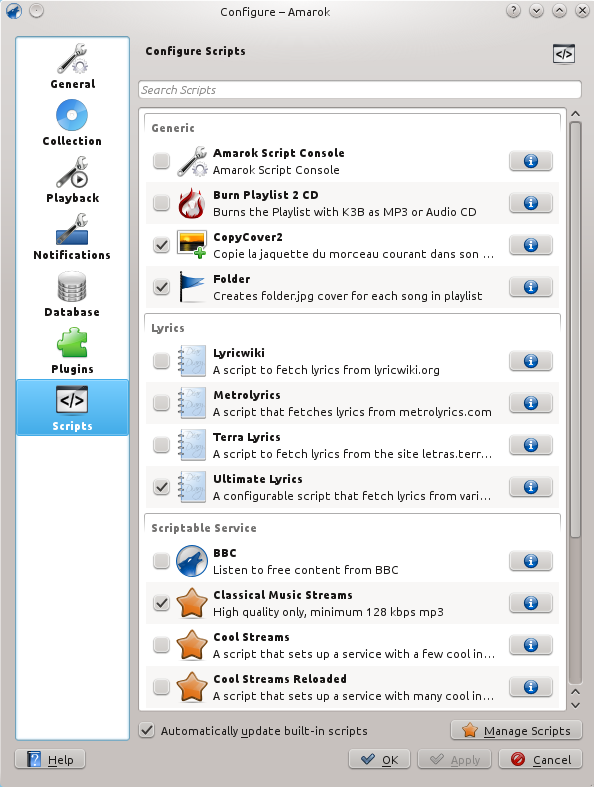 Configure – Amarok
General
Collection
Playback
Notifications
Database
Plugins
Scripts
Configure Scripts
Search Scripts
Generic
Amarok Script Console
Amarok Script Console
Burn Playlist 2 CD
Burns the Playlist with K3B as MP3 or Audio CD
CopyCover2
Copie la jaquette du morceau courant dans son ...
Folder
Creates folder.jpg cover for each song in playlist
Lyrics
Lyricwiki
A script to fetch lyrics from lyricwiki.org
Metrolyrics
A script that fetches lyrics from metrolyrics.com
Terra Lyrics
A script to fetch lyrics from the site letras.terr...
Ultimate Lyrics
A configurable script that fetch lyrics from vari...
Scriptable Service
BBC
Listen to free content from BBC
Classical Music Streams
High quality only, minimum 128 kbps mp3
Cool Streams
A script that sets up a service with a few cool in...
Cool Streams Reloaded
A script that sets up a service with many cool in...
Automatically update built-in scripts
Manage Scripts
Help
OK
Apply
Cancel